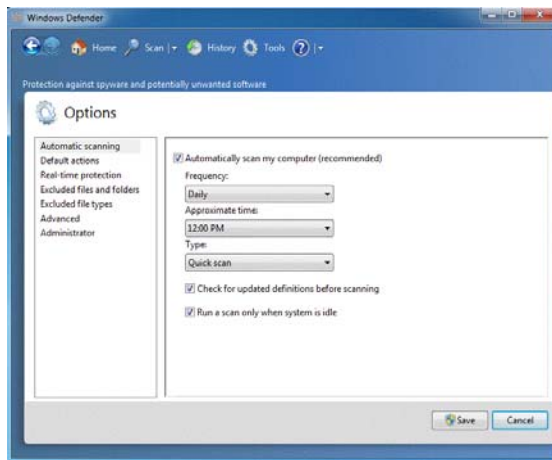 Windows Defender
Home Scan History Tools
Protection against spyware and potentially unwanted software
Options
Automatic scanning
Default actions
Real-time protection
Excluded files and folders
Excluded file types
Advanced
Administrator
Automatically scan my computer (recommended)
Frequency:
Daily
Approximate time:
12:00 PM
Type:
Quick scan
Check for updated definitions before scanning
Run a scan only when system is idle
Save Cancel